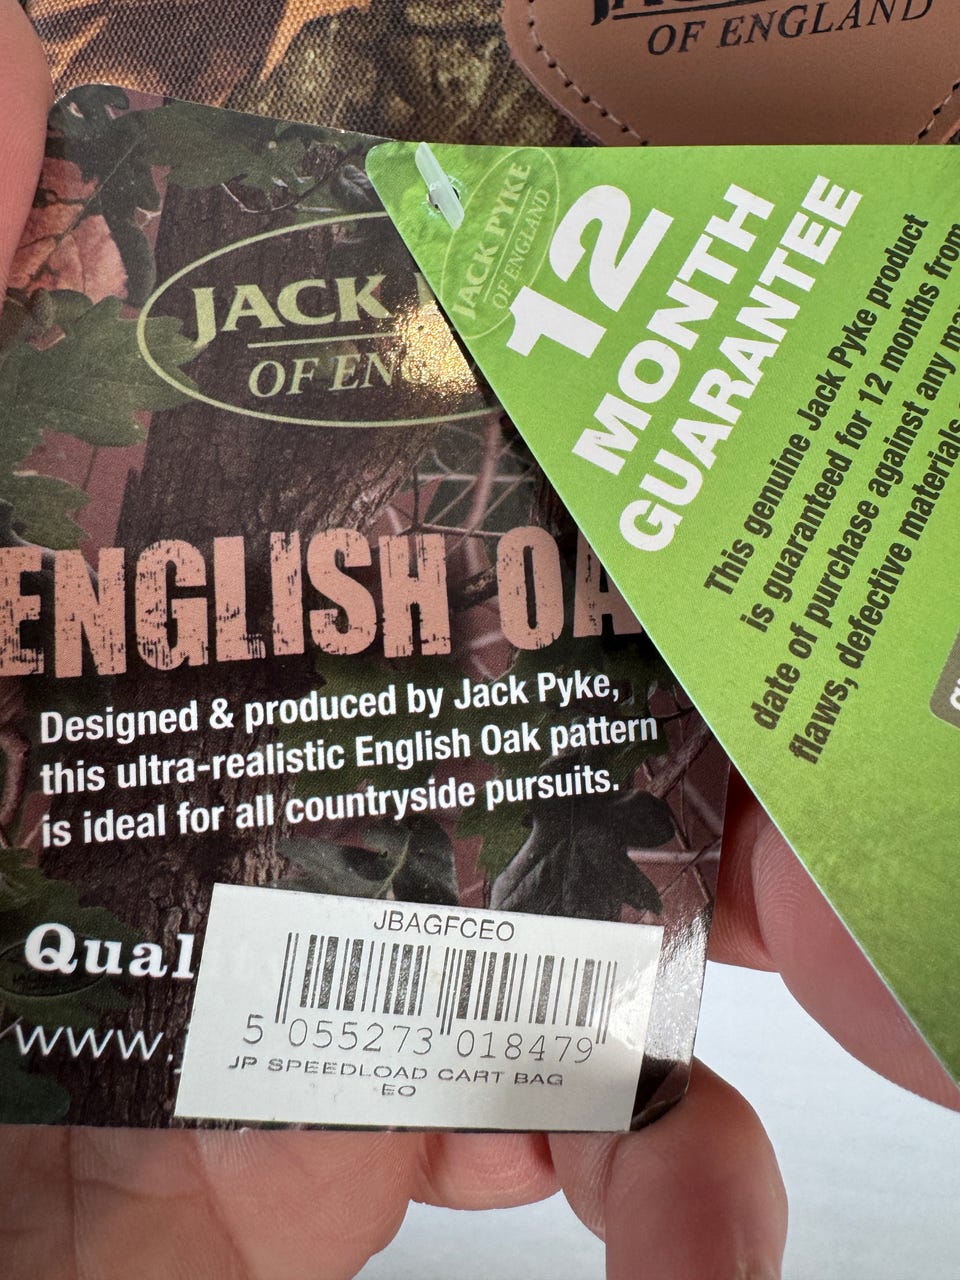 OF ENGLAND
JACK
OF ENG
ENGLISH
Designed & produced by Jack Pyke,
this ultra-realistic English Oak pattern
is ideal for all countryside pursuits.
www.
JBAGFCEO
5 055273 018479
JP SPEEDLOAD CART BAG
EO
JACK PYKE
OF ENGLAND
12
MONTH
GUARANTEE
This genuine Jack Pyke product
is guaranteed for 12 months from
date of purchase against any
flaws, defective materials